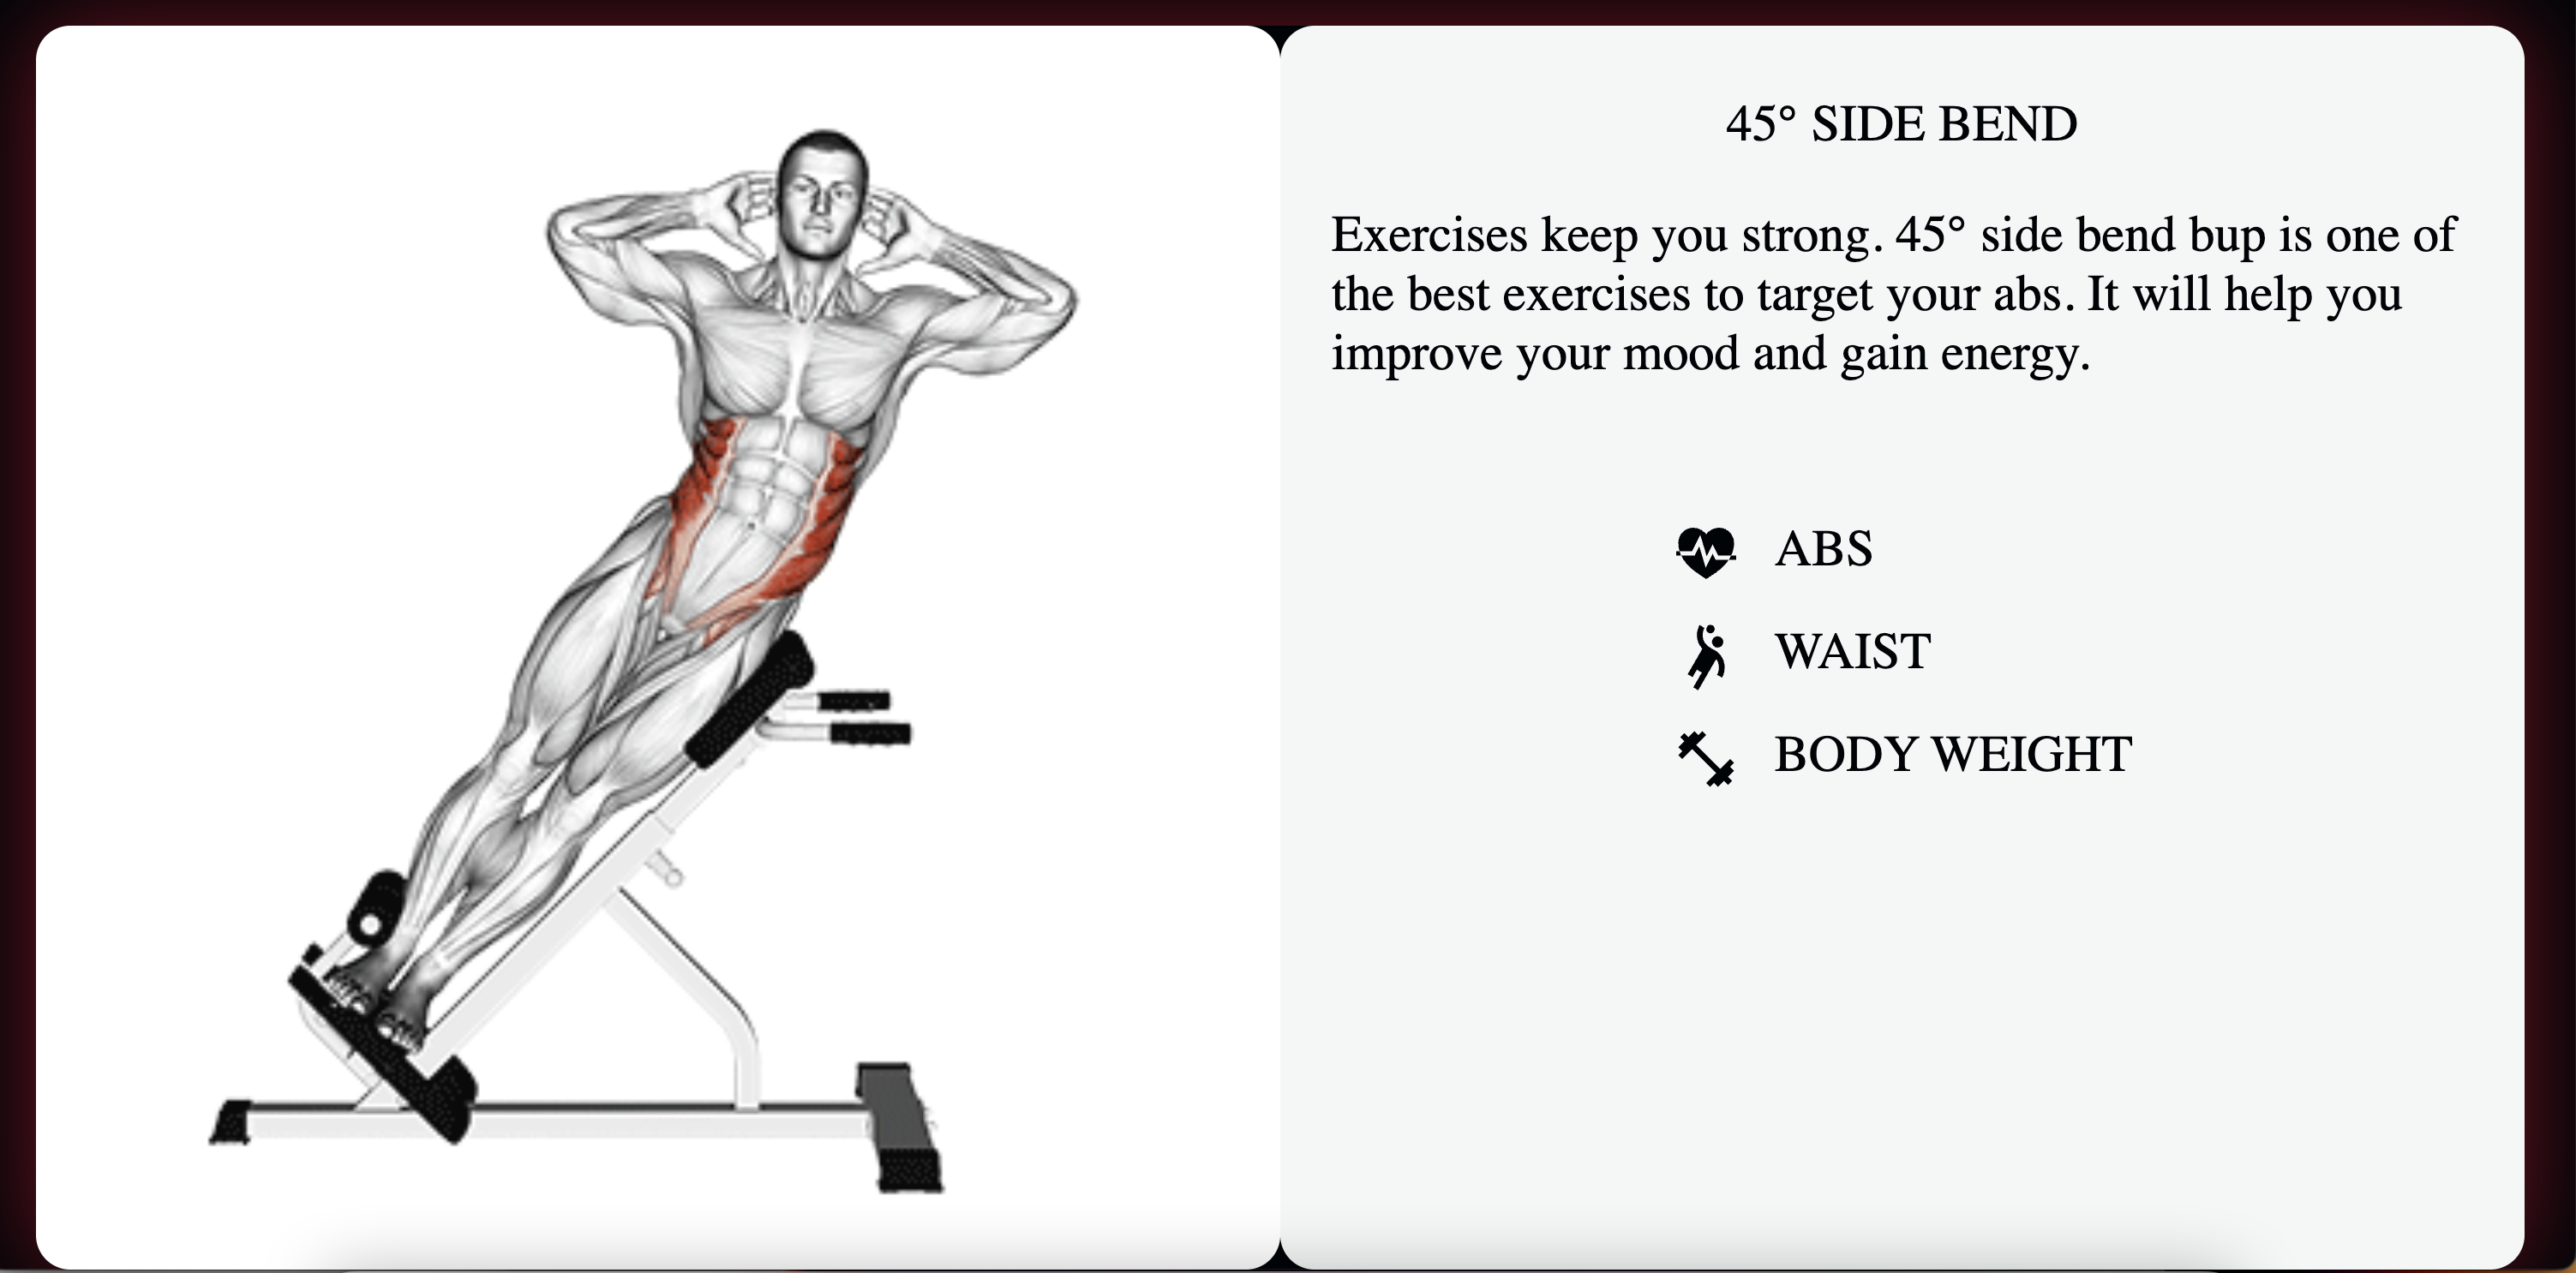 45° SIDE BEND
Exercises keep you strong. 45° side bend bup is one of
the best exercises to target your abs. It will help you
improve your mood and gain energy.
ABS
WAIST
BODY WEIGHT